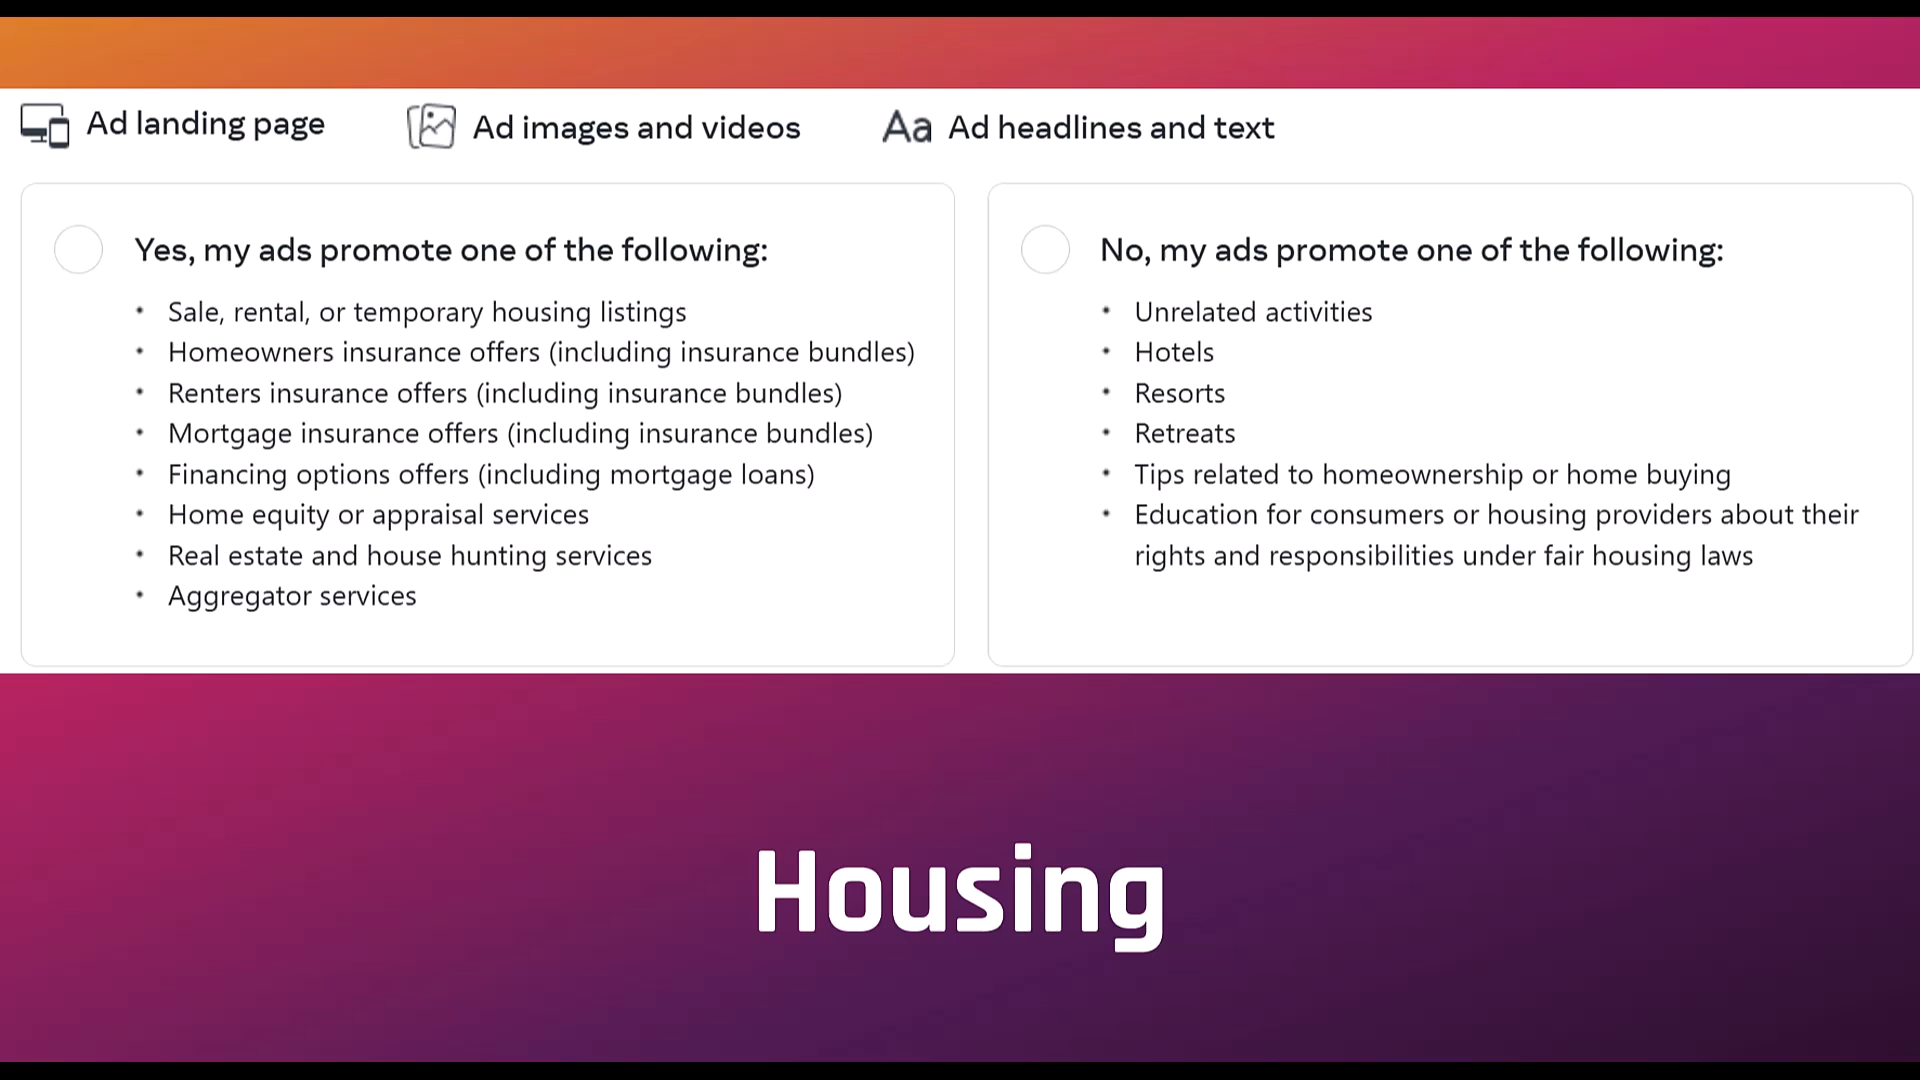 Ad landing page
Ad images and videos
Aa Ad headlines and text
Yes, my ads promote one of the following:
• Sale, rental, or temporary housing listings
• Homeowners insurance offers (including insurance bundles)
• Renters insurance offers (including insurance bundles)
• Mortgage insurance offers (including insurance bundles)
• Financing options offers (including mortgage loans)
• Home equity or appraisal services
• Real estate and house hunting services
• Aggregator services
No, my ads promote one of the following:
• Unrelated activities
• Hotels
• Resorts
• Retreats
• Tips related to homeownership or home buying
• Education for consumers or housing providers about their
rights and responsibilities under fair housing laws
Housing